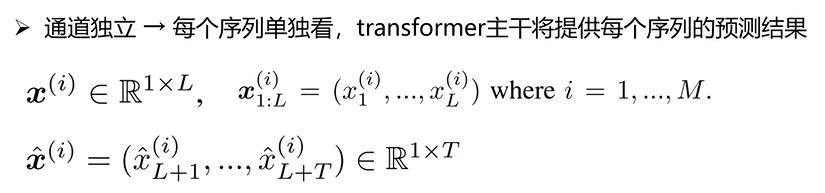 ➢ 通道独立 → 每个序列单独看，transformer主干将提供每个序列的预测结果
$\boldsymbol{x}^{(i)} \in \mathbb{R}^{1 \times L}$, $\boldsymbol{x}_{1:L}^{(i)} = (x_1^{(i)}, ..., x_L^{(i)})$ where $i = 1, ..., M.$
$\hat{\boldsymbol{x}}^{(i)} = (\hat{x}_{L+1}^{(i)}, ..., \hat{x}_{L+T}^{(i)}) \in \mathbb{R}^{1 \times T}$